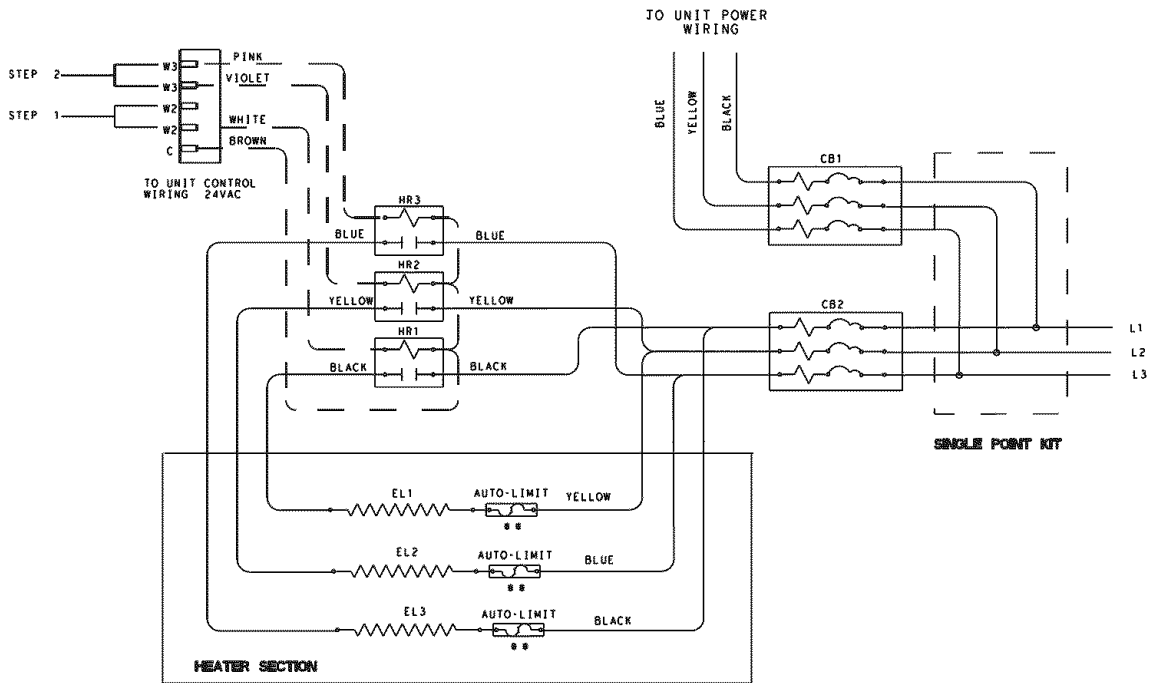 TO UNIT POWER
WIRING
PINK
W3
STEP 2
VIOLET
W3
W2
STEP 1
WHITE
W2
BROWN
C
TO UNIT CONTROL
WIRING 24VAC
BLUE
YELLOW
BLACK
CB1
HR3
BLUE
BLUE
HR2
YELLOW
YELLOW
HR1
BLACK
BLACK
CB2
L1
L2
L3
SINGLE POINT KIT
EL1
AUTO-LIMIT
YELLOW
**
EL2
AUTO-LIMIT
BLUE
**
EL3
AUTO-LIMIT
BLACK
**
HEATER SECTION